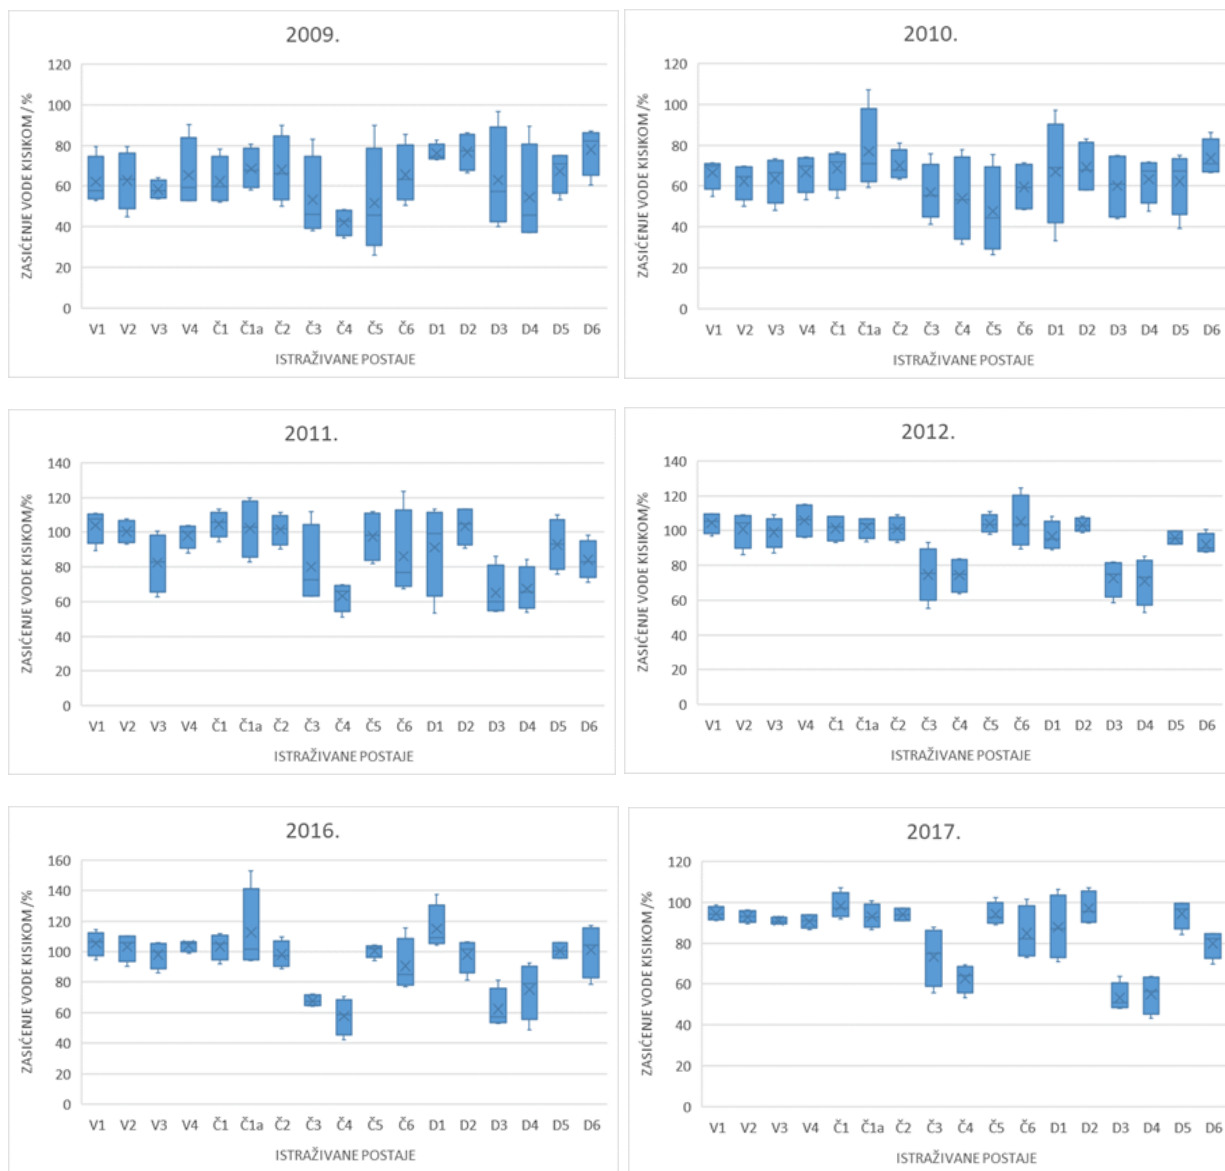 2009.
ZASIĆENJE VODE KISIKOM /%
120
100
80
60
40
20
0
V1 V2 V3 V4 Č1 Č1a Č2 Č3 Č4 Č5 Č6 D1 D2 D3 D4 D5 D6
ISTRAŽIVANE POSTAJE
2010.
ZASIĆENJE VODE KISIKOM /%
120
100
80
60
40
20
0
V1 V2 V3 V4 Č1 Č1a Č2 Č3 Č4 Č5 Č6 D1 D2 D3 D4 D5 D6
ISTRAŽIVANE POSTAJE
2011.
ZASIĆENJE VODE KISIKOM/%
140
120
100
80
60
40
20
0
V1 V2 V3 V4 Č1 Č1a Č2 Č3 Č4 Č5 Č6 D1 D2 D3 D4 D5 D6
ISTRAŽIVANE POSTAJE
2012.
ZASIĆENJE VODE KISIKOM/%
140
120
100
80
60
40
20
0
V1 V2 V3 V4 Č1 Č1a Č2 Č3 Č4 Č5 Č6 D1 D2 D3 D4 D5 D6
ISTRAŽIVANE POSTAJE
2016.
ZASIĆENJE VODE KISIKOM /%
160
140
120
100
80
60
40
20
0
V1 V2 V3 V4 Č1 Č1a Č2 Č3 Č4 Č5 Č6 D1 D2 D3 D4 D5 D6
ISTRAŽIVANE POSTAJE
2017.
ZASIĆENJE VODE KISIKOM /%
120
100
80
60
40
20
0
V1 V2 V3 V4 Č1 Č1a Č2 Č3 Č4 Č5 Č6 D1 D2 D3 D4 D5 D6
ISTRAŽIVANE POSTAJE